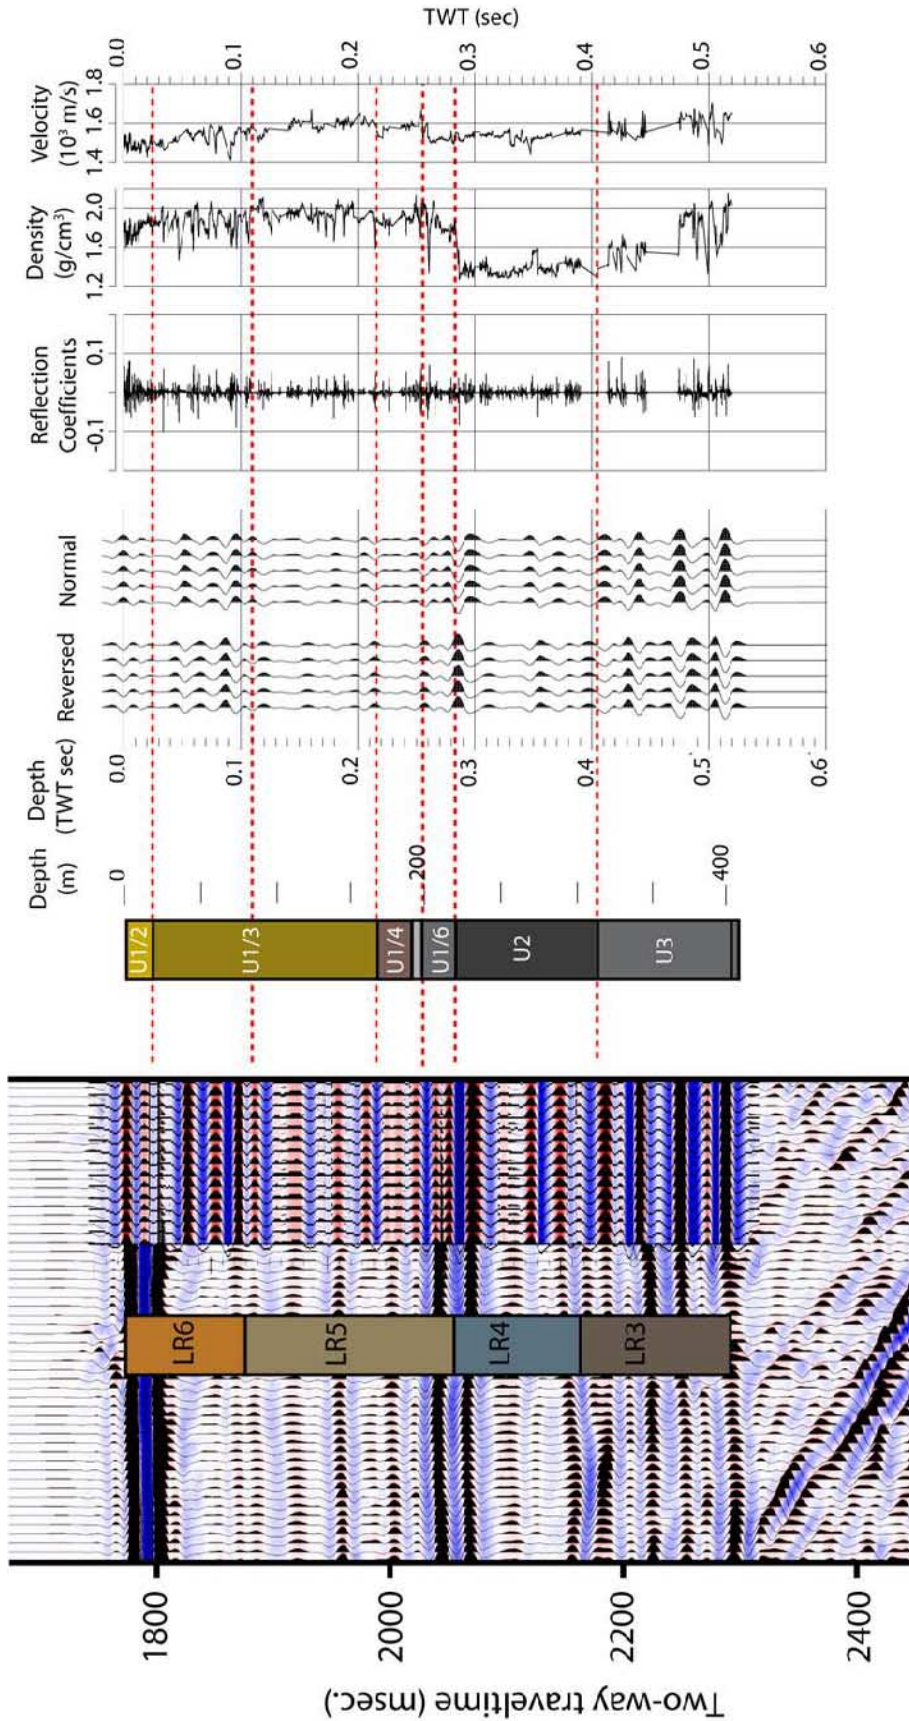 TWT (sec)
0.0
0.1
0.2
0.3
0.4
0.5
0.6
Velocity
(10³ m/s)
1.4
1.6
1.8
Density
(g/cm³)
1.2
1.6
2.0
Reflection
Coefficients
-0.1
0.1
Normal
Reversed
Depth
(TWT sec)
0.0
0.1
0.2
0.3
0.4
0.5
0.6
Depth
(m)
0
200
400
U1/2
U1/3
U1/4
U1/6
U2
U3
LR6
LR5
LR4
LR3
1800
2000
2200
2400
Two-way traveltime (msec.)